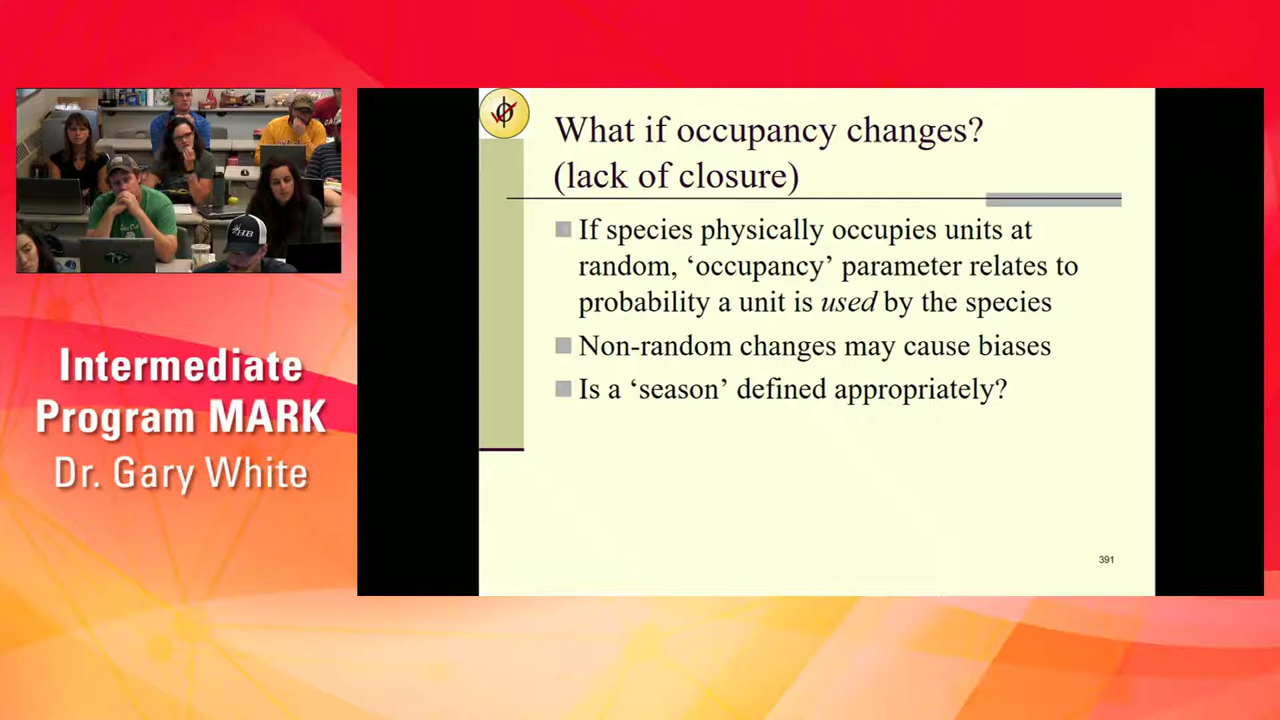 What if occupancy changes?
(lack of closure)
If species physically occupies units at
random, ‘occupancy’ parameter relates to
probability a unit is used by the species
Non-random changes may cause biases
Is a ‘season’ defined appropriately?
391
Intermediate
Program MARK
Dr. Gary White